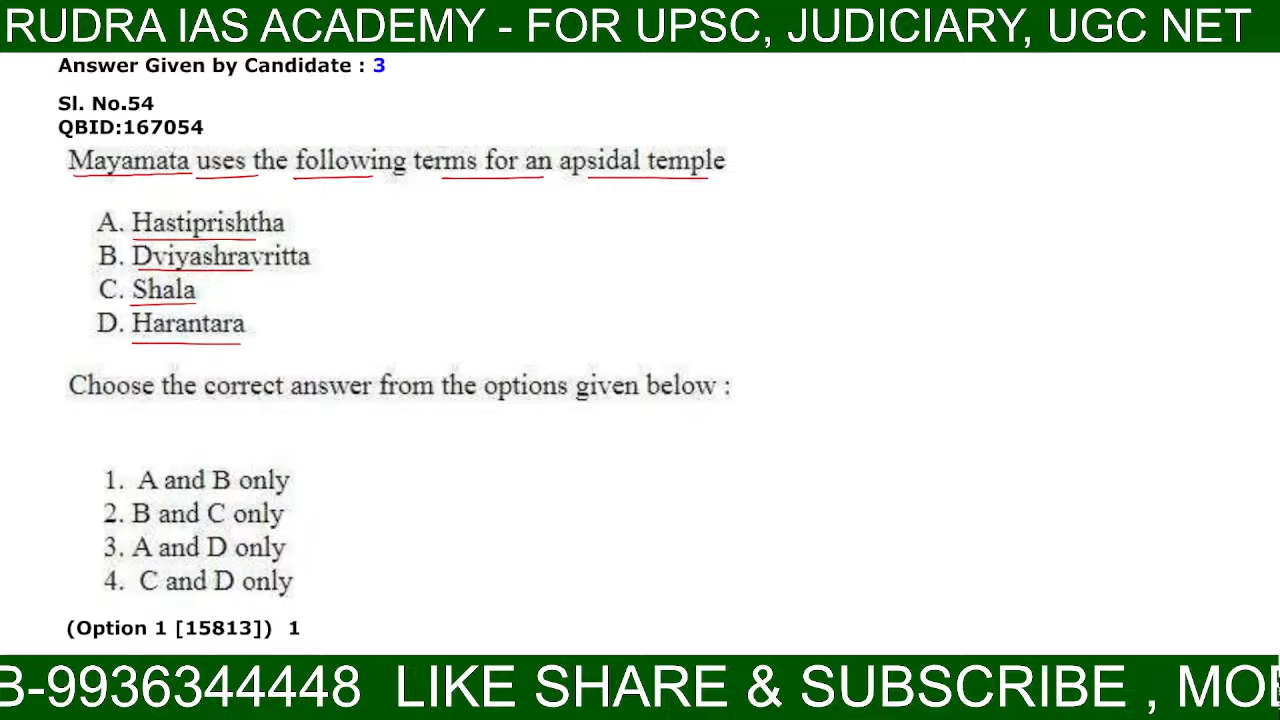 RUDRA IAS ACADEMY - FOR UPSC, JUDICIARY, UGC NET
Answer Given by Candidate : 3
Sl. No.54
QBID:167054
Mayamata uses the following terms for an apsidal temple
A. Hastiprishtha
B. Dviyashravritta
C. Shala
D. Harantara
Choose the correct answer from the options given below :
1. A and B only
2. B and C only
3. A and D only
4. C and D only
(Option 1 [15813]) 1
B-9936344448 LIKE SHARE & SUBSCRIBE , MOB